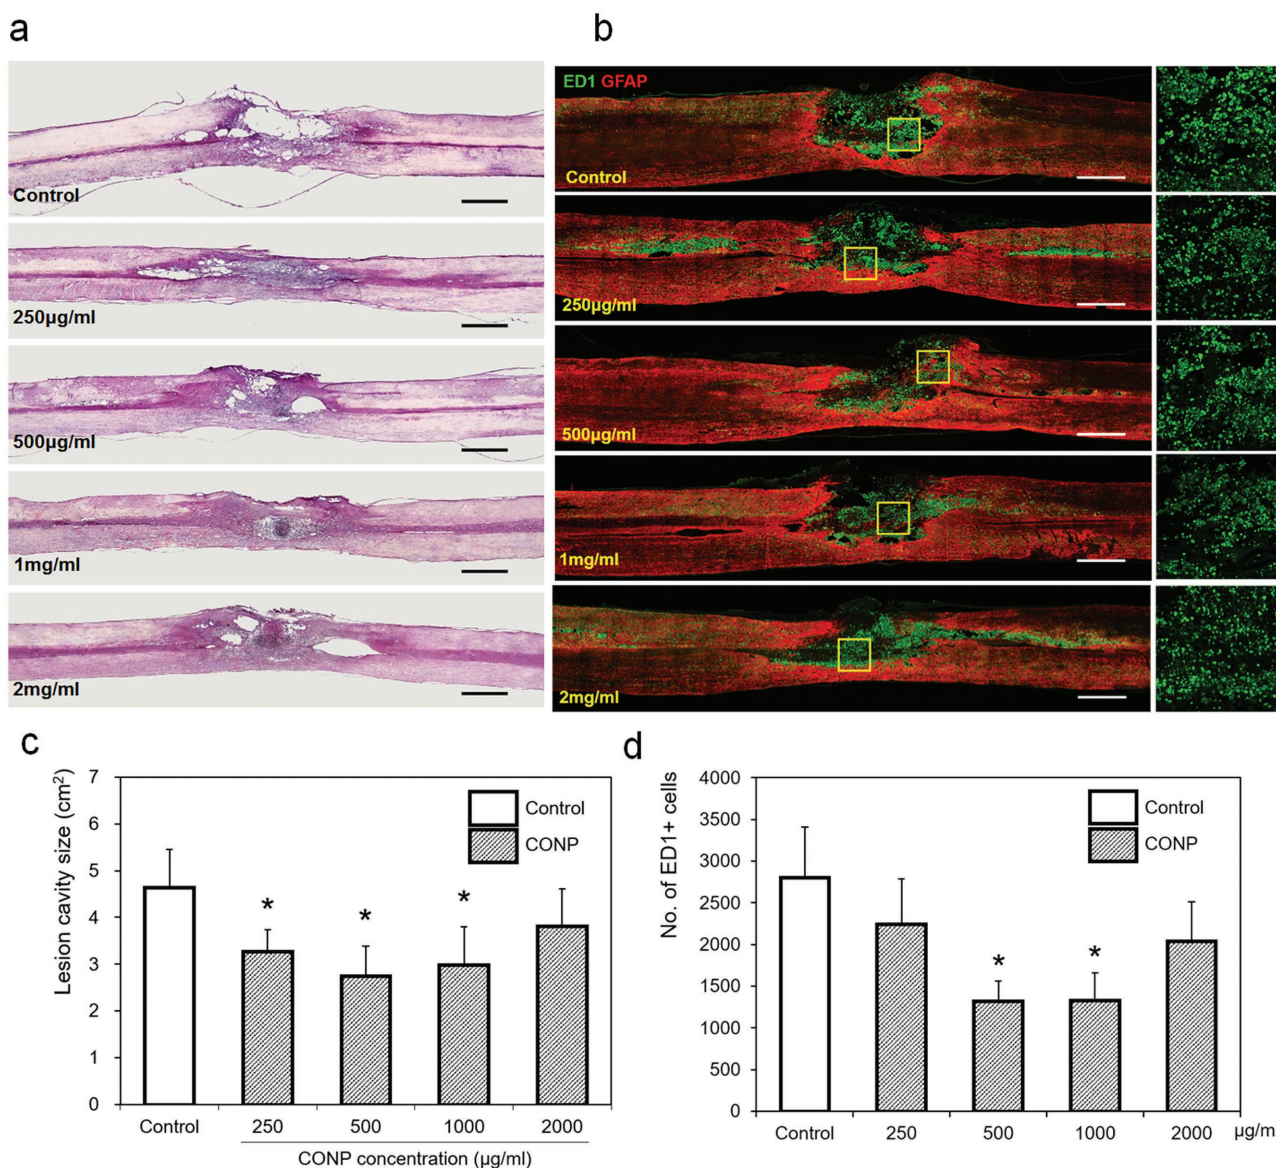 a
Control
250µg/ml
500µg/ml
1mg/ml
2mg/ml
b
ED1 GFAP
Control
250µg/ml
500µg/ml
1mg/ml
2mg/ml
c
Lesion cavity size (cm²)
7
6
5
4
3
2
1
0
Control
CONP
*
*
*
Control 250 500 1000 2000
CONP concentration (µg/ml)
d
No. of ED1+ cells
4000
3500
3000
2500
2000
1500
1000
500
0
Control
CONP
*
*
Control 250 500 1000 2000 µg/m